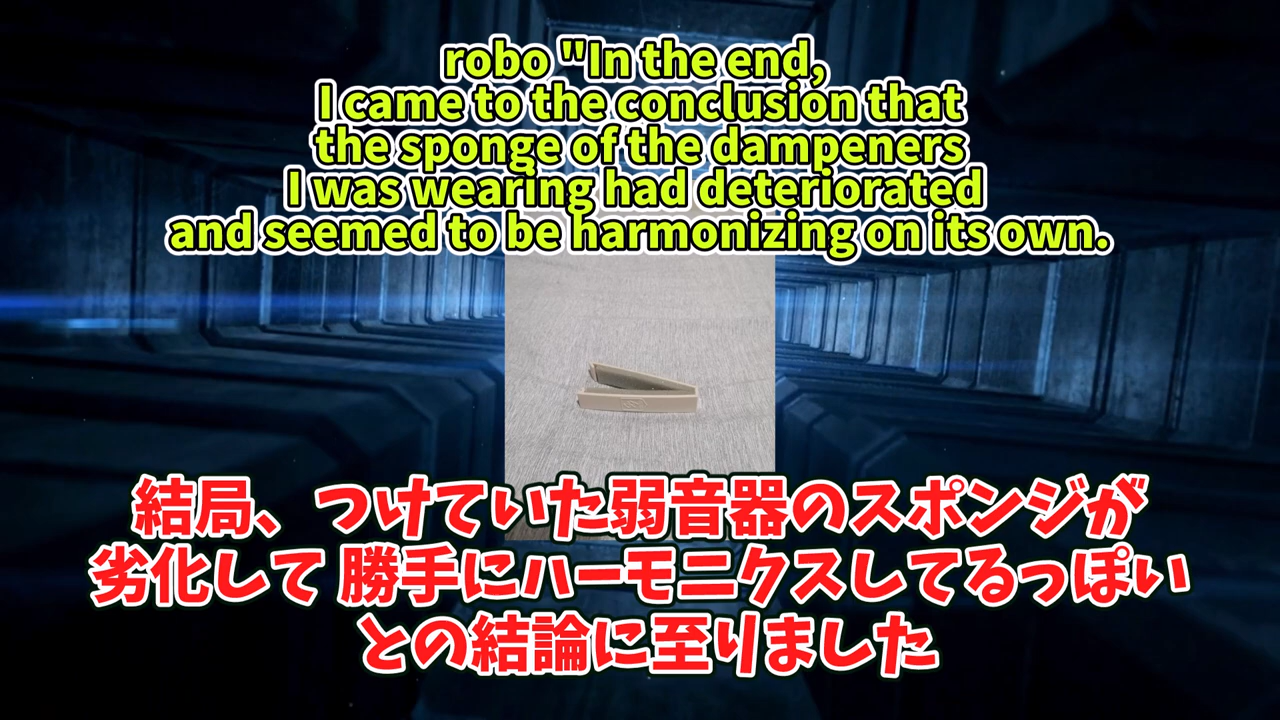 robo "In the end,
I came to the conclusion that
the sponge of the dampeners
I was wearing had deteriorated
and seemed to be harmonizing on its own.
結局、つけていた弱音器のスポンジが
劣化して 勝手にハーモニクスしてるっぽい
との結論に至りました